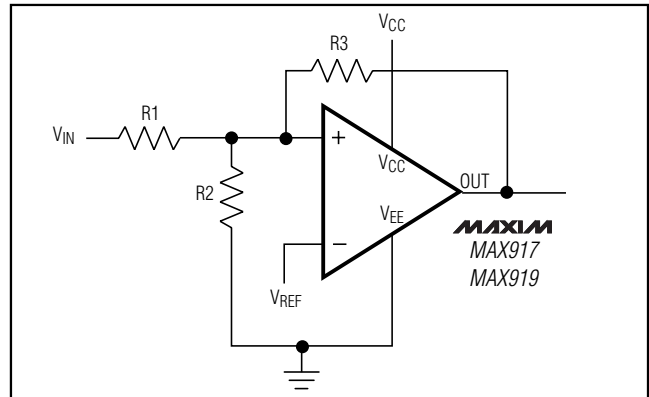 VCC
R3
R1
VIN
+
VCC
OUT
R2
VEE
MAXIM
MAX917
MAX919
−
VREF